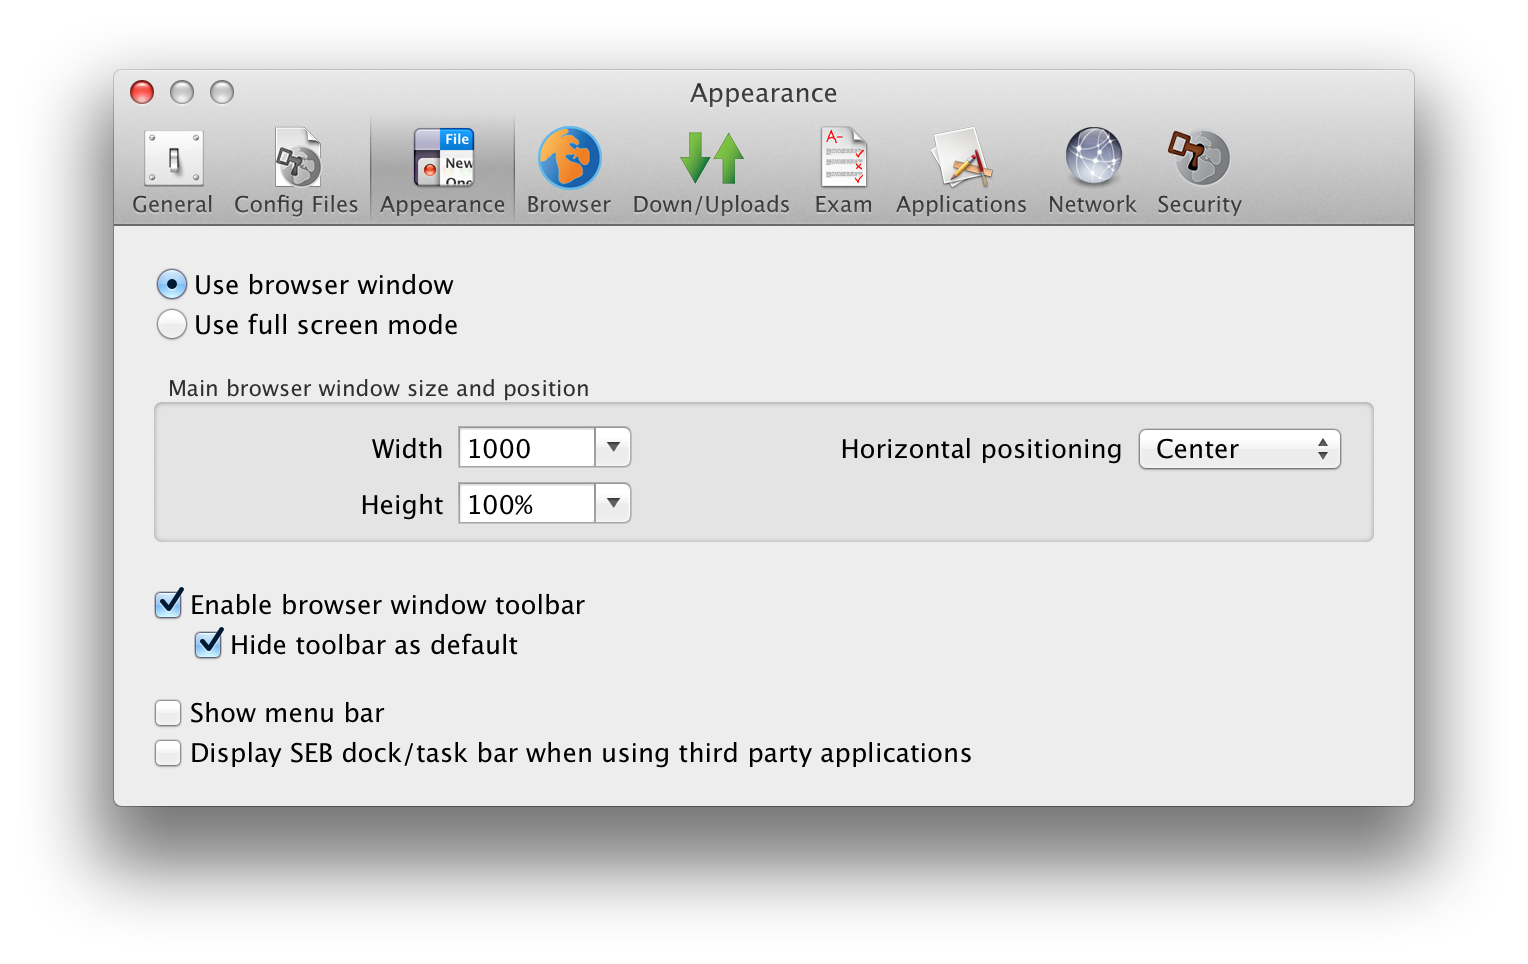 Appearance
File
New
General Config Files Appearance Browser Down/Uploads Exam Applications Network Security
A-
Use browser window
Use full screen mode
Main browser window size and position
Width 1000 Horizontal positioning Center
Height 100%
Enable browser window toolbar
Hide toolbar as default
Show menu bar
Display SEB dock/task bar when using third party applications